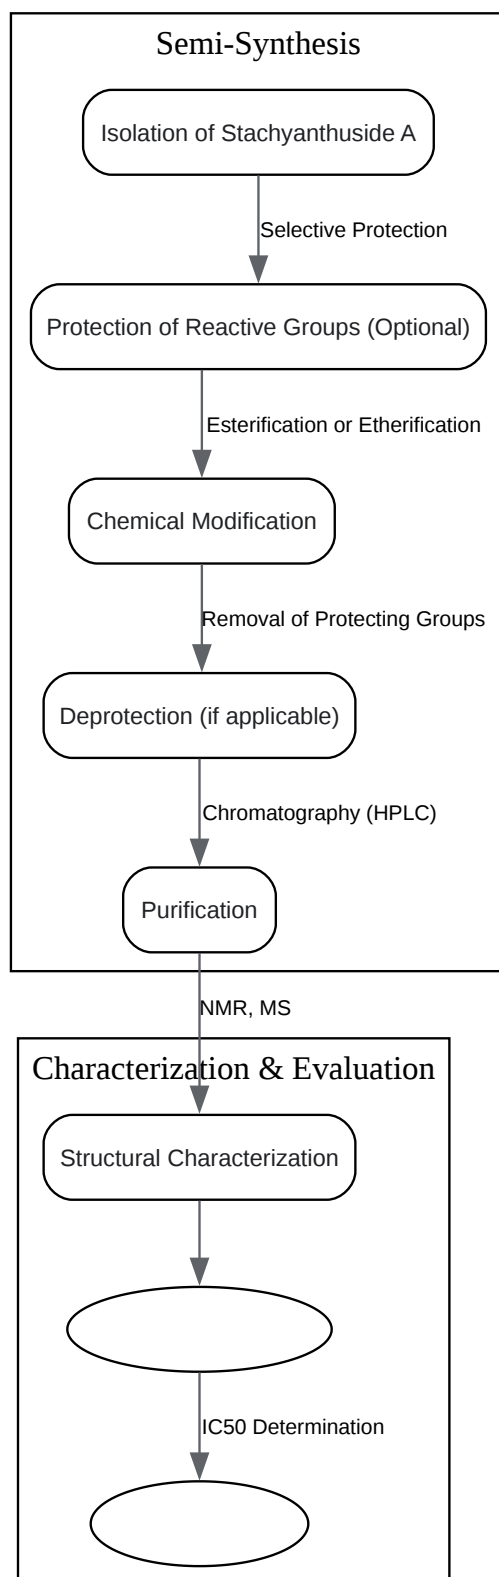 Semi-Synthesis
Isolation of Stachyanthuside A
Selective Protection
Protection of Reactive Groups (Optional)
Esterification or Etherification
Chemical Modification
Removal of Protecting Groups
Deprotection (if applicable)
Chromatography (HPLC)
Purification
NMR, MS
Characterization & Evaluation
Structural Characterization
IC50 Determination